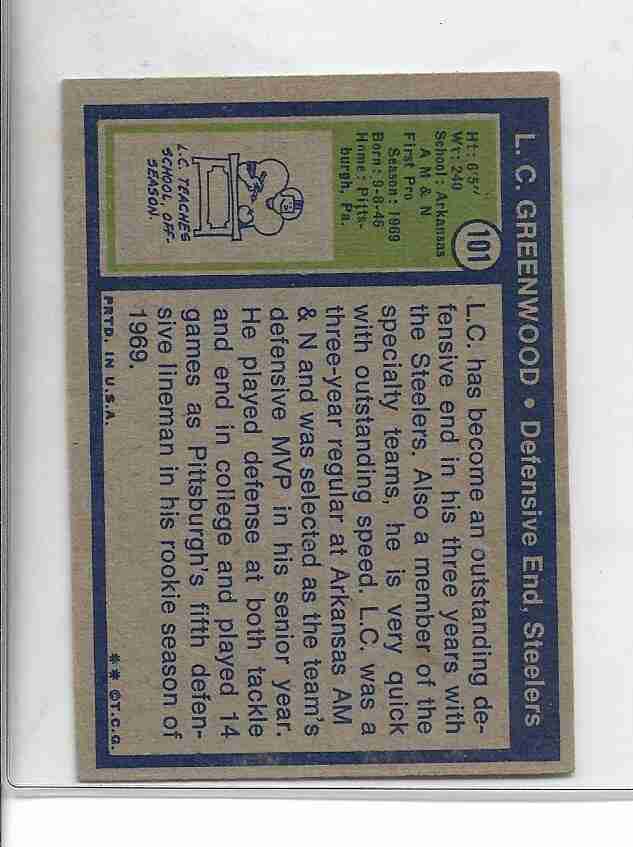 L. C. GREENWOOD • Defensive End, Steelers
101
Ht: 6'5"
Wt: 240
School: Arkansas
A M & N
First Pro
Season: 1969
Born: 9-8-46
Home: Pitts-
burgh, Pa.
L.C. TEACHES
SCHOOL, OFF-
SEASON.
L.C. has become an outstanding de-
fensive end in his three years with
the Steelers. Also a member of the
specialty teams, he is very quick
with outstanding speed. L.C. was a
three-year regular at Arkansas AM
& N and was selected as the team's
defensive MVP in his senior year.
He played defense at both tackle
and end in college and played 14
games as Pittsburgh's fifth defen-
sive lineman in his rookie season of
1969.
PRTD. IN U.S.A.
** ©T.C.G.